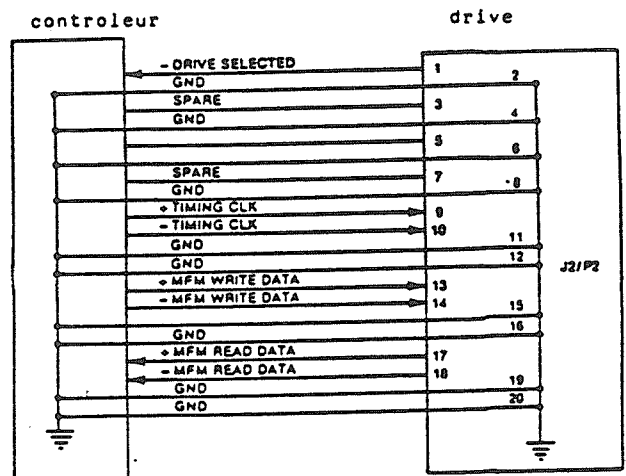 controleur
drive
- DRIVE SELECTED
1
GND
2
SPARE
3
GND
4
5
6
SPARE
7
GND
8
+ TIMING CLK
9
- TIMING CLK
10
GND
11
GND
12
J2/P2
+ MFM WRITE DATA
13
- MFM WRITE DATA
14
15
GND
16
+ MFM READ DATA
17
- MFM READ DATA
18
GND
19
GND
20